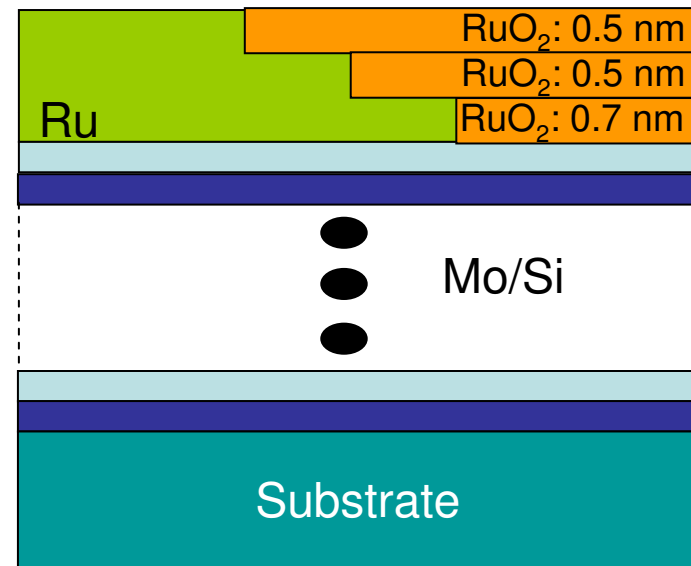 RuO₂: 0.5 nm
RuO₂: 0.5 nm
Ru
RuO₂: 0.7 nm
Mo/Si
Substrate